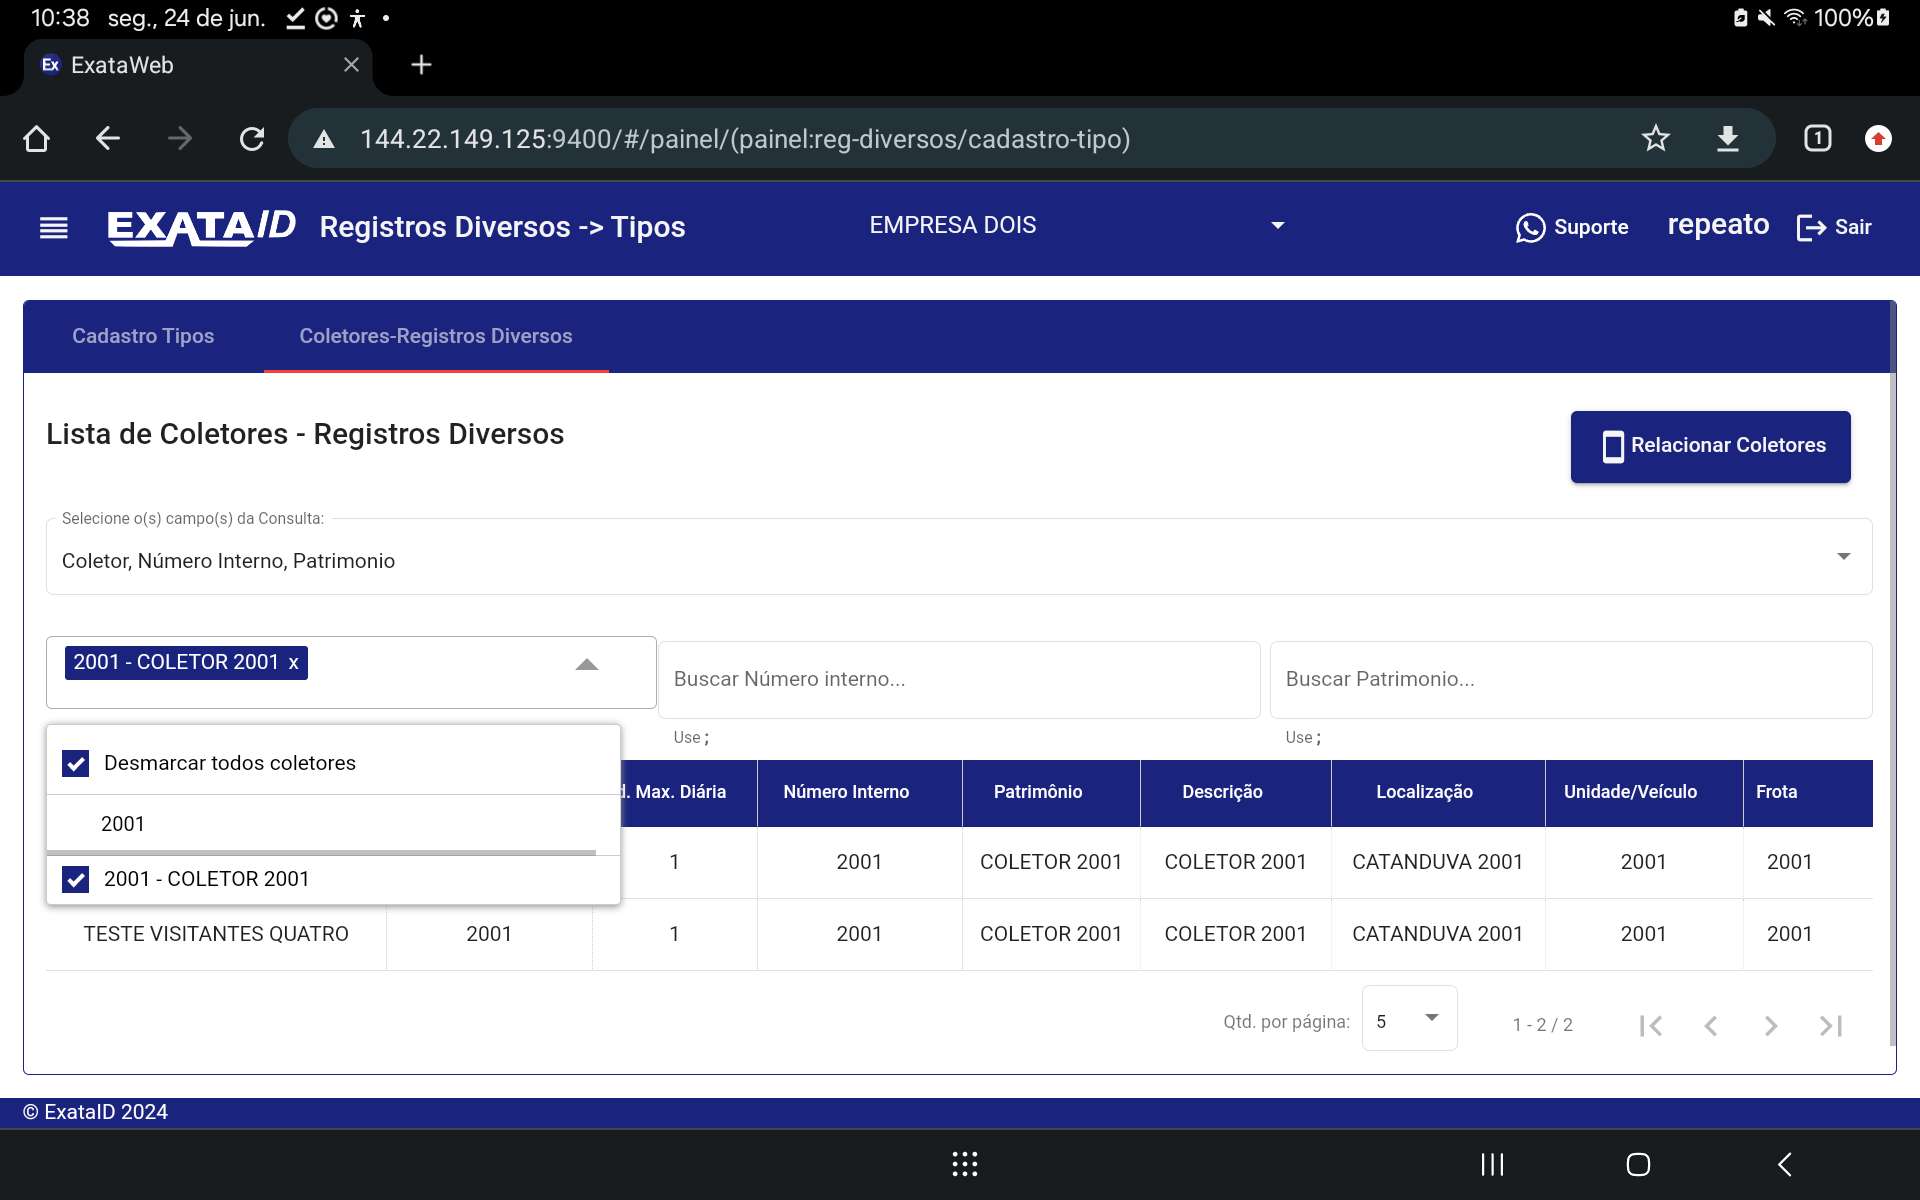 10:38 seg., 24 de jun.
100%
Ex ExataWeb
144.22.149.125:9400/#/painel/(painel:reg-diversos/cadastro-tipo)
1
EXATAID Registros Diversos -> Tipos
EMPRESA DOIS
Suporte
repeato
Sair
Cadastro Tipos
Coletores-Registros Diversos
Lista de Coletores - Registros Diversos
Relacionar Coletores
Selecione o(s) campo(s) da Consulta:
Coletor, Número Interno, Patrimonio
2001 - COLETOR 2001 x
Buscar Número interno...
Buscar Patrimonio...
Use ;
Use ;
Desmarcar todos coletores
2001
2001 - COLETOR 2001
d. Max. Diária Número Interno Patrimônio Descrição Localização Unidade/Veículo Frota
1 2001 COLETOR 2001 COLETOR 2001 CATANDUVA 2001 2001 2001
TESTE VISITANTES QUATRO 2001 1 2001 COLETOR 2001 COLETOR 2001 CATANDUVA 2001 2001 2001
Qtd. por página: 5
1 - 2 / 2
© ExataID 2024